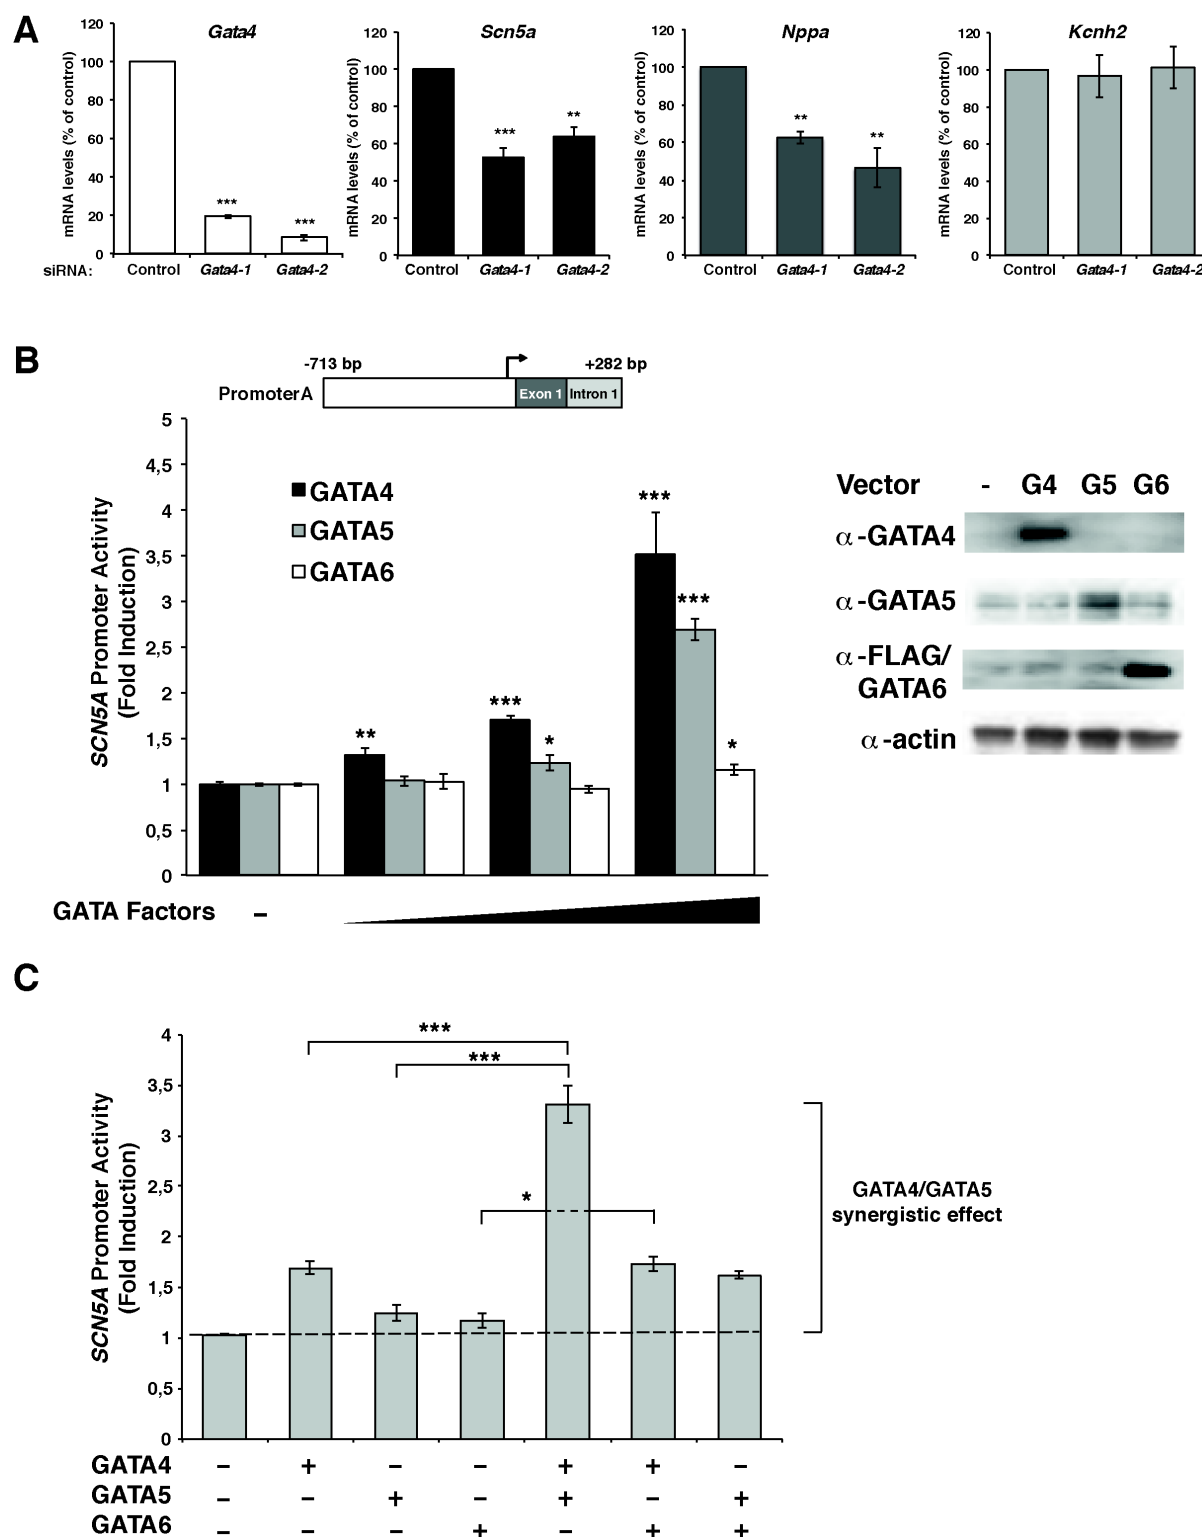 A
Gata4
mRNA levels (% of control)
120
100
80
60
40
20
0
***
***
siRNA: Control Gata4-1 Gata4-2
Scn5a
mRNA levels (% of control)
120
100
80
60
40
20
0
***
**
Control Gata4-1 Gata4-2
Nppa
mRNA levels (% of control)
120
100
80
60
40
20
0
**
**
Control Gata4-1 Gata4-2
Kcnh2
mRNA levels (% of control)
120
100
80
60
40
20
0
Control Gata4-1 Gata4-2
B
-713 bp +282 bp
Promoter A Exon 1 Intron 1
SCN5A Promoter Activity
(Fold Induction)
5
4,5
4
3,5
3
2,5
2
1,5
1
0,5
0
GATA4
GATA5
GATA6
**
***
*
***
***
*
GATA Factors –
Vector - G4 G5 G6
α-GATA4
α-GATA5
α-FLAG/
GATA6
α-actin
C
SCN5A Promoter Activity
(Fold Induction)
4
3,5
3
2,5
2
1,5
1
0,5
0
***
***
*
GATA4/GATA5
synergistic effect
GATA4 – + – – + + –
GATA5 – – + – + – +
GATA6 – – – + – + +